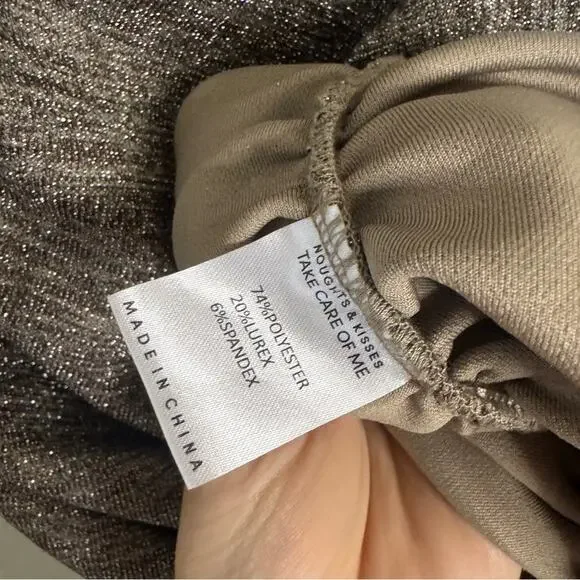 NOUGHTS & KISSES
TAKE CARE OF ME
74%POLYESTER
20%LUREX
6%SPANDEX
MADE IN CHINA